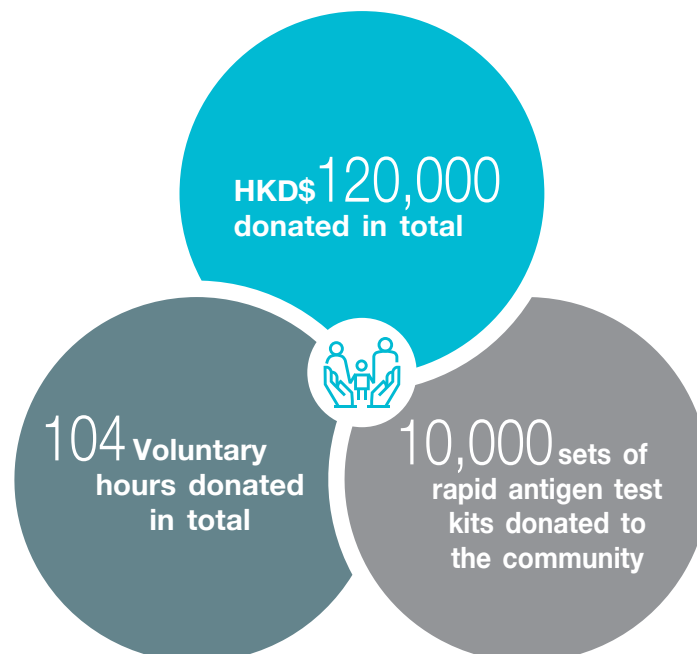 HKD$120,000
donated in total
104 Voluntary
hours donated
in total
10,000 sets of
rapid antigen test
kits donated to
the community